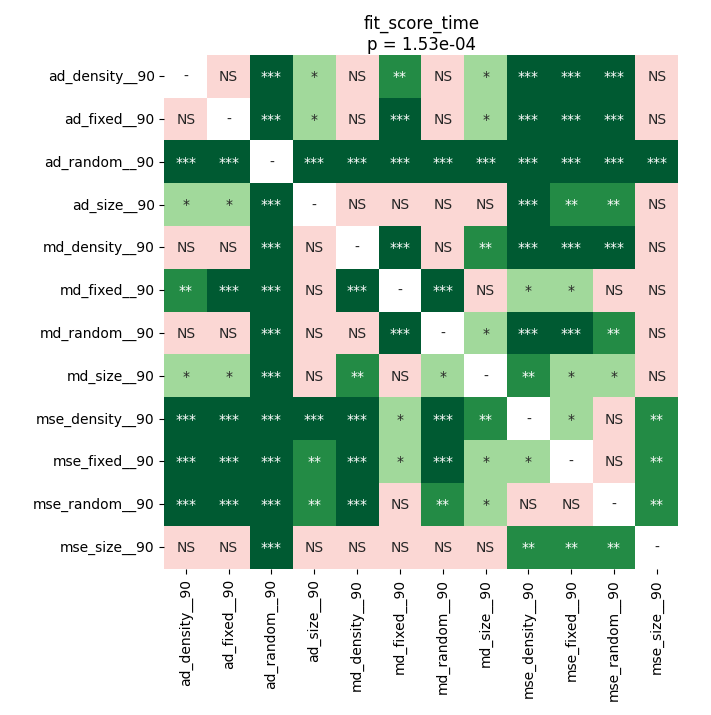 fit_score_time
p = 1.53e-04
ad_density__90 - NS *** * NS ** NS * *** *** *** NS
ad_fixed__90 NS - *** * NS *** NS * *** *** *** NS
ad_random__90 *** *** - *** *** *** *** *** *** *** *** ***
ad_size__90 * * *** - NS NS NS NS *** ** ** NS
md_density__90 NS NS *** NS - *** NS ** *** *** *** NS
md_fixed__90 ** *** *** NS *** - *** NS * * NS NS
md_random__90 NS NS *** NS NS *** - * *** *** ** NS
md_size__90 * * *** NS ** NS * - ** * * NS
mse_density__90 *** *** *** *** *** * *** ** - * NS **
mse_fixed__90 *** *** *** ** *** * *** * * - NS **
mse_random__90 *** *** *** ** *** NS ** * NS NS - **
mse_size__90 NS NS *** NS NS NS NS NS ** ** ** -
ad_density__90
ad_fixed__90
ad_random__90
ad_size__90
md_density__90
md_fixed__90
md_random__90
md_size__90
mse_density__90
mse_fixed__90
mse_random__90
mse_size__90